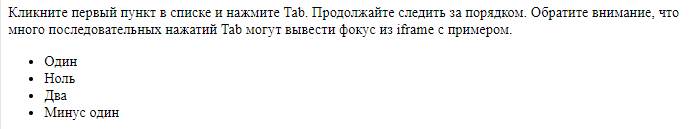 Кликните первый пункт в списке и нажмите Tab. Продолжайте следить за порядком. Обратите внимание, что
много последовательных нажатий Tab могут вывести фокус из iframe с примером.
Один
Ноль
Два
Минус один